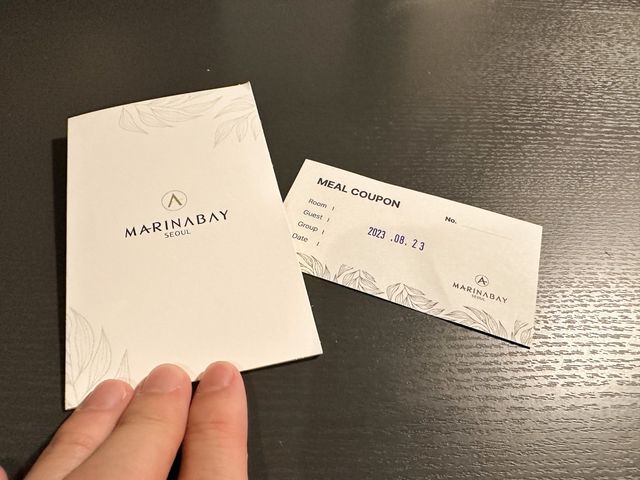 MARINABAY
SEOUL
MEAL COUPON
No.
Room :
Guest :
Group :
Date :
2023.08.23
MARINABAY
SEOUL